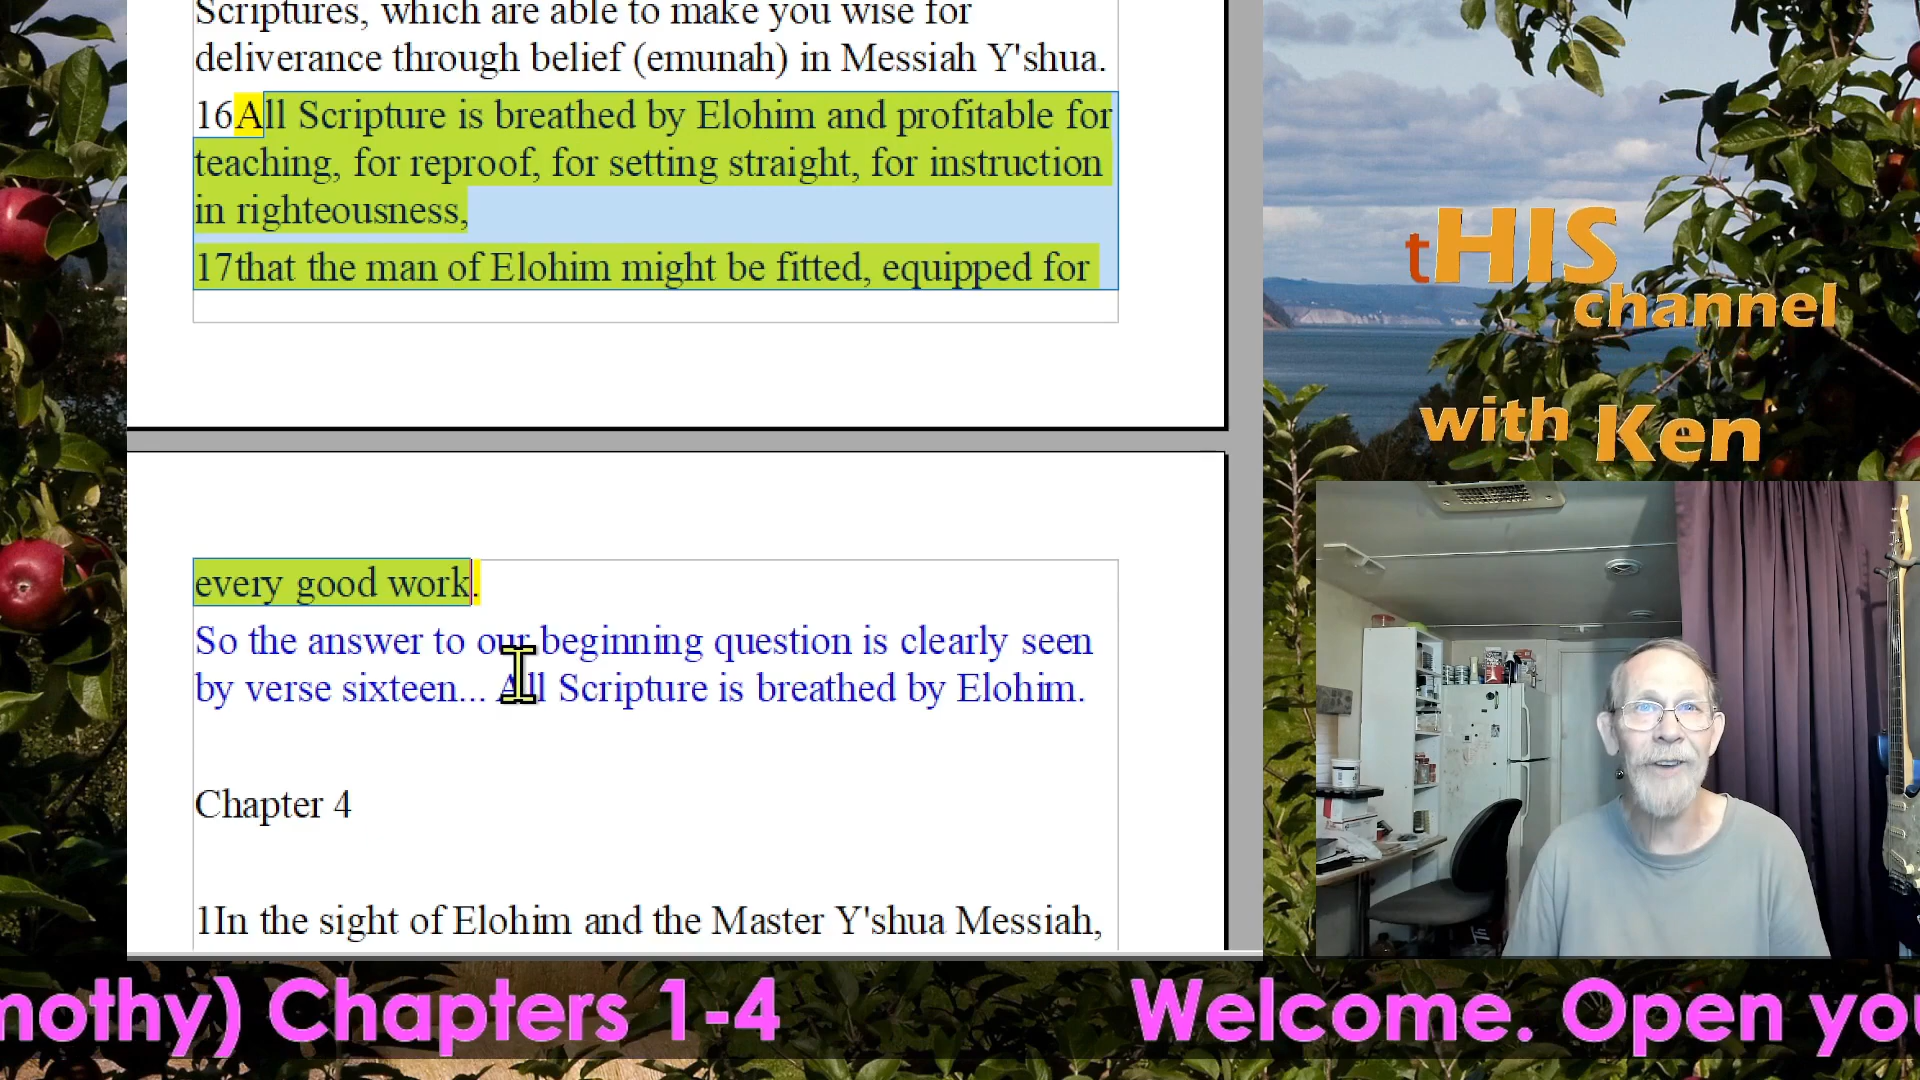 Scriptures, which are able to make you wise for
deliverance through belief (emunah) in Messiah Y'shua.
16All Scripture is breathed by Elohim and profitable for
teaching, for reproof, for setting straight, for instruction
in righteousness,
17that the man of Elohim might be fitted, equipped for
every good work.
So the answer to our beginning question is clearly seen
by verse sixteen... All Scripture is breathed by Elohim.
Chapter 4
1In the sight of Elohim and the Master Y'shua Messiah,
tHIS
channel
with Ken
mothy) Chapters 1-4 Welcome. Open you